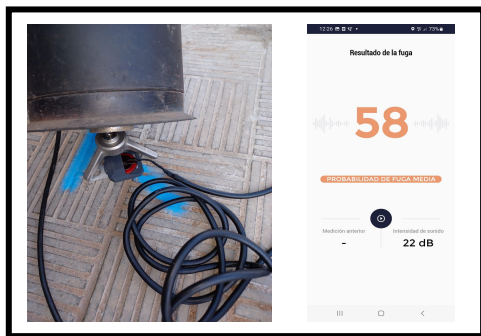 12:26
73%
Resultado de la fuga
58
PROBABILIDAD DE FUGA MEDIA
Medición anterior
Intensidad de sonido
-
22 dB